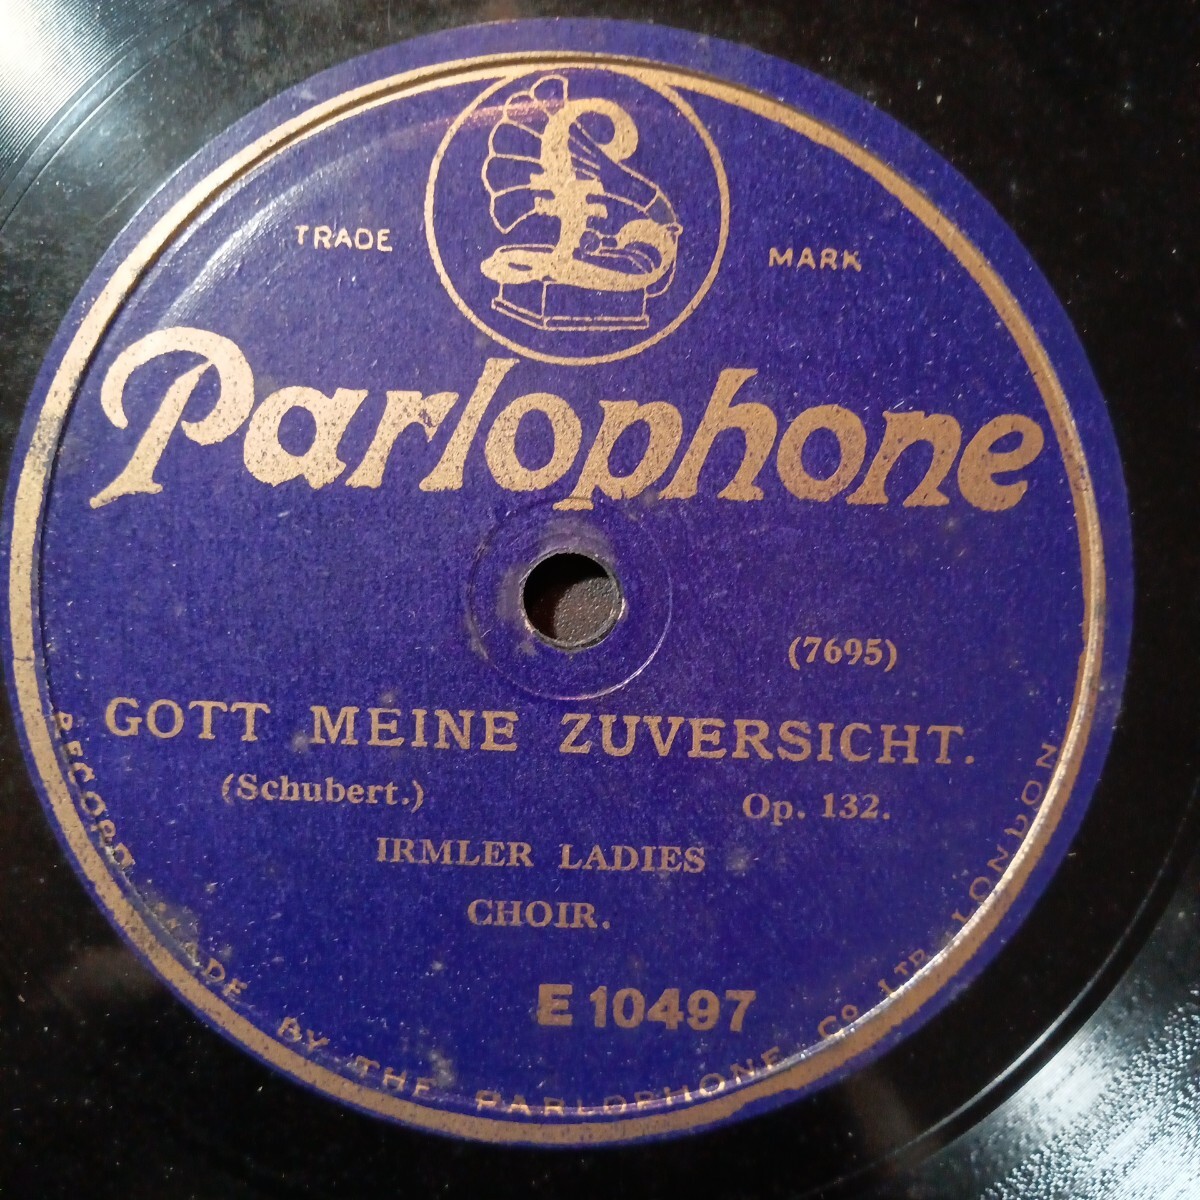 TRADE MARK
£
Parlophone
(7695)
GOTT MEINE ZUVERSICHT.
(Schubert.) Op. 132.
IRMLER LADIES
CHOIR.
E 10497
RECORD MADE BY THE PARLOPHONE Co LTD LONDON